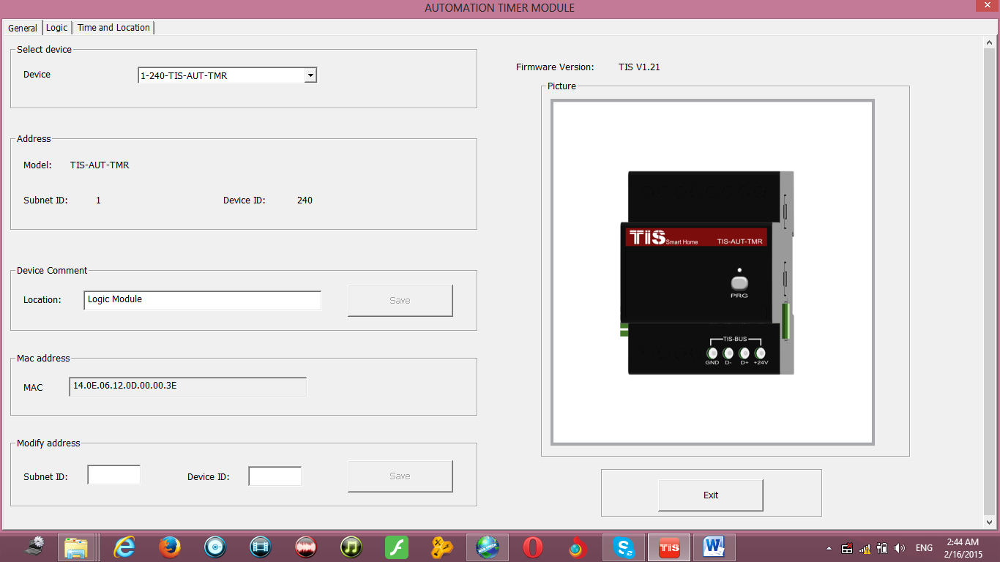 AUTOMATION TIMER MODULE
General Logic Time and Location
Select device
Device 1-240-TIS-AUT-TMR
Address
Model: TIS-AUT-TMR
Subnet ID: 1 Device ID: 240
Device Comment
Location: Logic Module Save
Mac address
MAC 14.0E.06.12.0D.00.00.3E
Modify address
Subnet ID: Device ID: Save
Firmware Version: TIS V1.21
Picture
TIS Smart Home TIS-AUT-TMR
PRG
TIS-BUS
GND D- D+ +24V
Exit
TIS
ENG
2:44 AM
2/16/2015